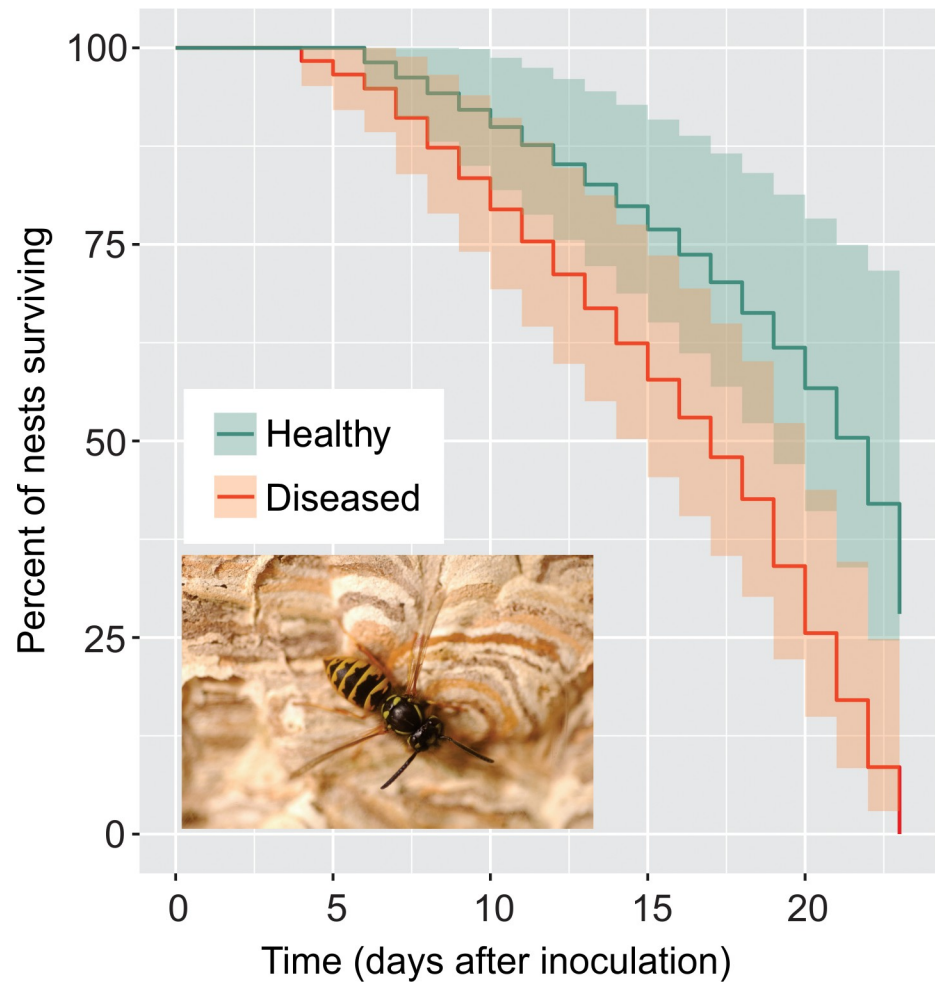 100
75
50
25
0
Percent of nests surviving
Healthy
Diseased
0 5 10 15 20
Time (days after inoculation)